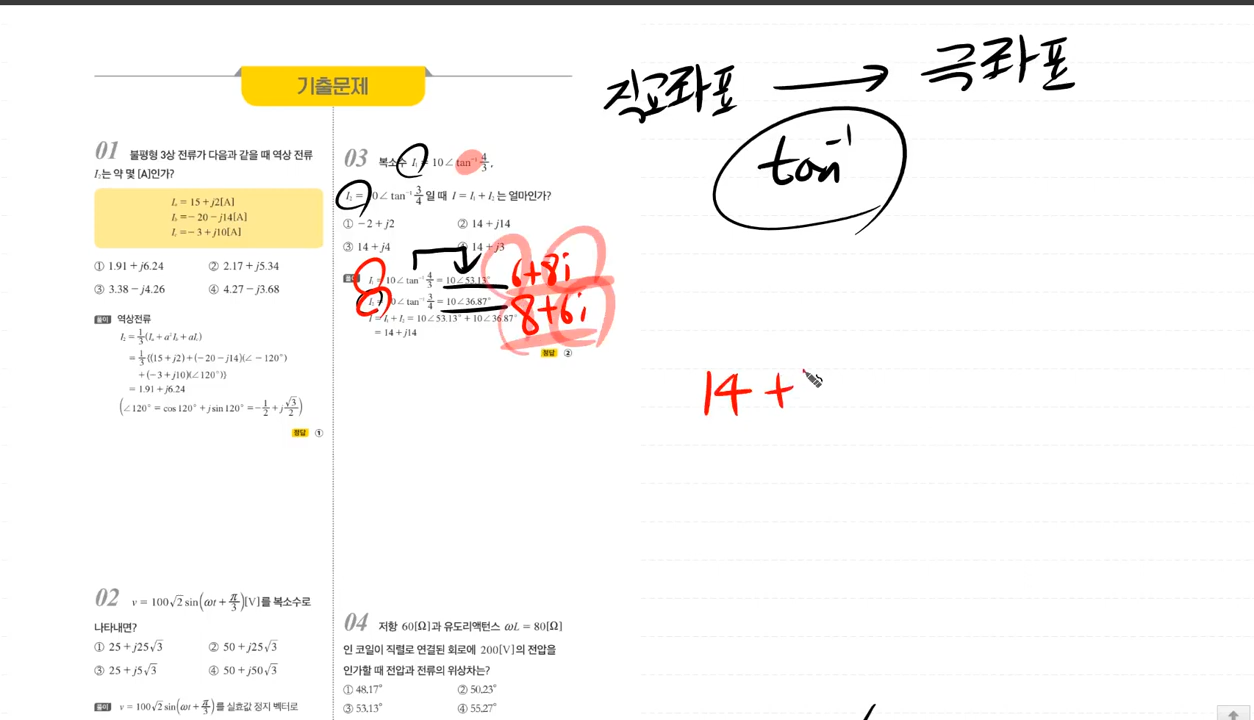 기출문제
01 불평형 3상 전류가 다음과 같을 때 역상 전류
I₂는 약 몇 [A]인가?
Iₐ = 15 + j2[A]
I_b = −20 − j14[A]
I_c = −3 + j10[A]
① 1.91 + j6.24 ② 2.17 + j5.34
③ 3.38 − j4.26 ④ 4.27 − j3.68
풀이 역상전류
I₂ = 1/3(Iₐ + a²I_b + aI_c)
= 1/3{(15 + j2) + (−20 − j14)(∠ − 120°)
+ (−3 + j10)(∠120°)}
= 1.91 + j6.24
(∠120° = cos120° + j sin120° = −1/2 + j√3/2)
정답 ①
02 v = 100√2 sin(ωt + π/3)[V]를 복소수로
나타내면?
① 25 + j25√3 ② 50 + j25√3
③ 25 + j5√3 ④ 50 + j50√3
풀이 v = 100√2 sin(ωt + π/3)를 실효값 정지 벡터로
03 복소수 I₁ = 10∠tan⁻¹ 4/3,
I₂ = 10∠tan⁻¹ 3/4 일 때 I = I₁ + I₂는 얼마인가?
① −2 + j2 ② 14 + j14
③ 14 + j4 ④ 14 + j3
풀이 I₁ = 10∠tan⁻¹ 4/3 = 10∠53.13° 6+8i
I₂ = 10∠tan⁻¹ 3/4 = 10∠36.87° 8+6i
I = I₁ + I₂ = 10∠53.13° + 10∠36.87°
= 14 + j14
정답 ②
04 저항 60[Ω]과 유도리액턴스 ωL = 80[Ω]
인 코일이 직렬로 연결된 회로에 200[V]의 전압을
인가할 때 전압과 전류의 위상차는?
① 48.17° ② 50.23°
③ 53.13° ④ 55.27°
직교좌표 → 극좌표
tan⁻¹
14 +